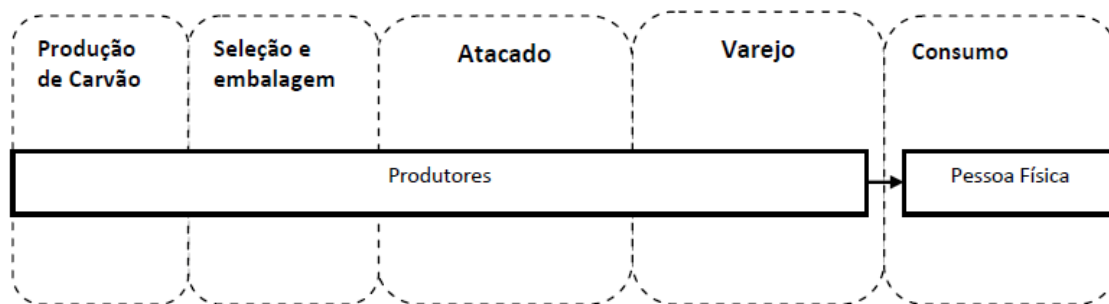 Produção
de Carvão
Seleção e
embalagem
Atacado
Varejo
Consumo
Produtores
Pessoa Física